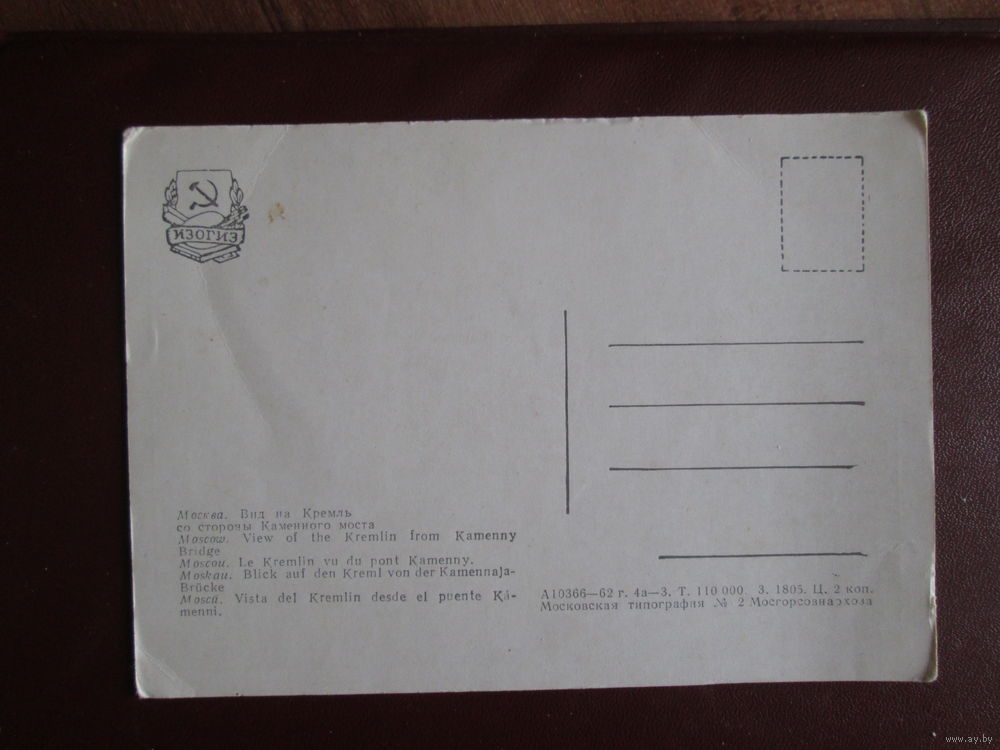 ИЗОГИЗ
Москва. Вид на Кремль
со стороны Каменного моста
Moscow. View of the Kremlin from Kamenny
Bridge
Moscou. Le Kremlin vu du pont Kamenny.
Moskau. Blick auf den Kreml von der Kamennaja-
Brücke
Moscú. Vista del Kremlin desde el puente Ká-
menni.
А10366—62 г. 4а—3. Т. 110 000. З. 1805. Ц. 2 коп.
Московская типография № 2 Мосгорсовнархоза
www.ay.by